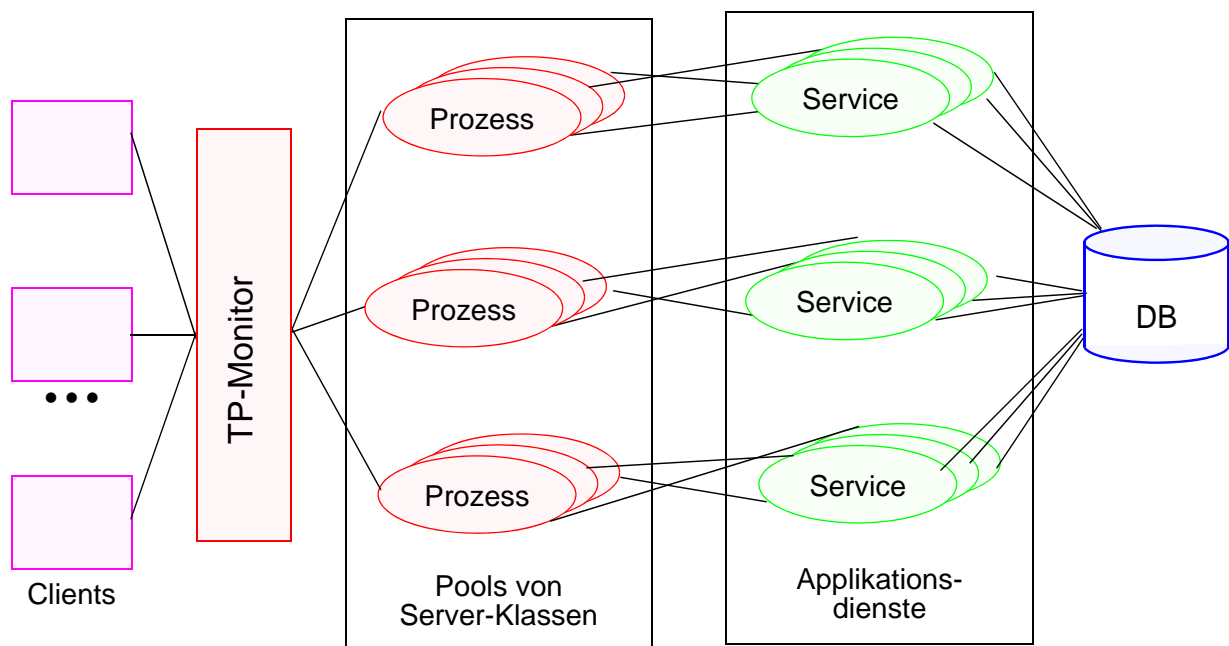 Prozess
Service
TP-Monitor
Prozess
Service
DB
Prozess
Service
Clients
Pools von
Server-Klassen
Applikations-
dienste